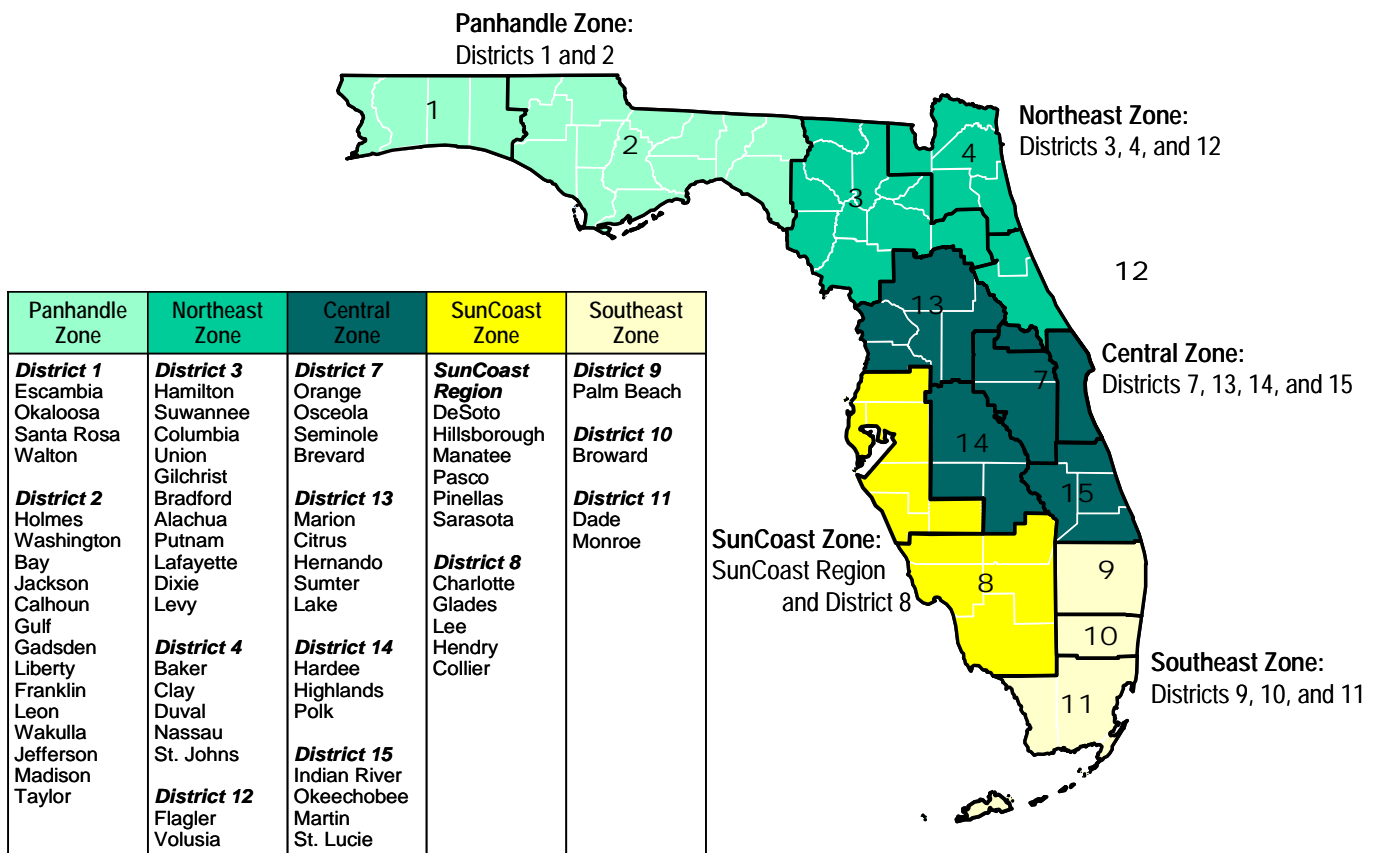 Panhandle Zone:
Districts 1 and 2
1
2
3
4
Northeast Zone:
Districts 3, 4, and 12
12
13
7
14
15
Central Zone:
Districts 7, 13, 14, and 15
SunCoast Zone:
SunCoast Region
and District 8
8
9
10
11
Southeast Zone:
Districts 9, 10, and 11
Panhandle
Zone
District 1
Escambia
Okaloosa
Santa Rosa
Walton
District 2
Holmes
Washington
Bay
Jackson
Calhoun
Gulf
Gadsden
Liberty
Franklin
Leon
Wakulla
Jefferson
Madison
Taylor
Northeast
Zone
District 3
Hamilton
Suwannee
Columbia
Union
Gilchrist
Bradford
Alachua
Putnam
Lafayette
Dixie
Levy
District 4
Baker
Clay
Duval
Nassau
St. Johns
District 12
Flagler
Volusia
Central
Zone
District 7
Orange
Osceola
Seminole
Brevard
District 13
Marion
Citrus
Hernando
Sumter
Lake
District 14
Hardee
Highlands
Polk
District 15
Indian River
Okeechobee
Martin
St. Lucie
SunCoast
Zone
SunCoast
Region
DeSoto
Hillsborough
Manatee
Pasco
Pinellas
Sarasota
District 8
Charlotte
Glades
Lee
Hendry
Collier
Southeast
Zone
District 9
Palm Beach
District 10
Broward
District 11
Dade
Monroe